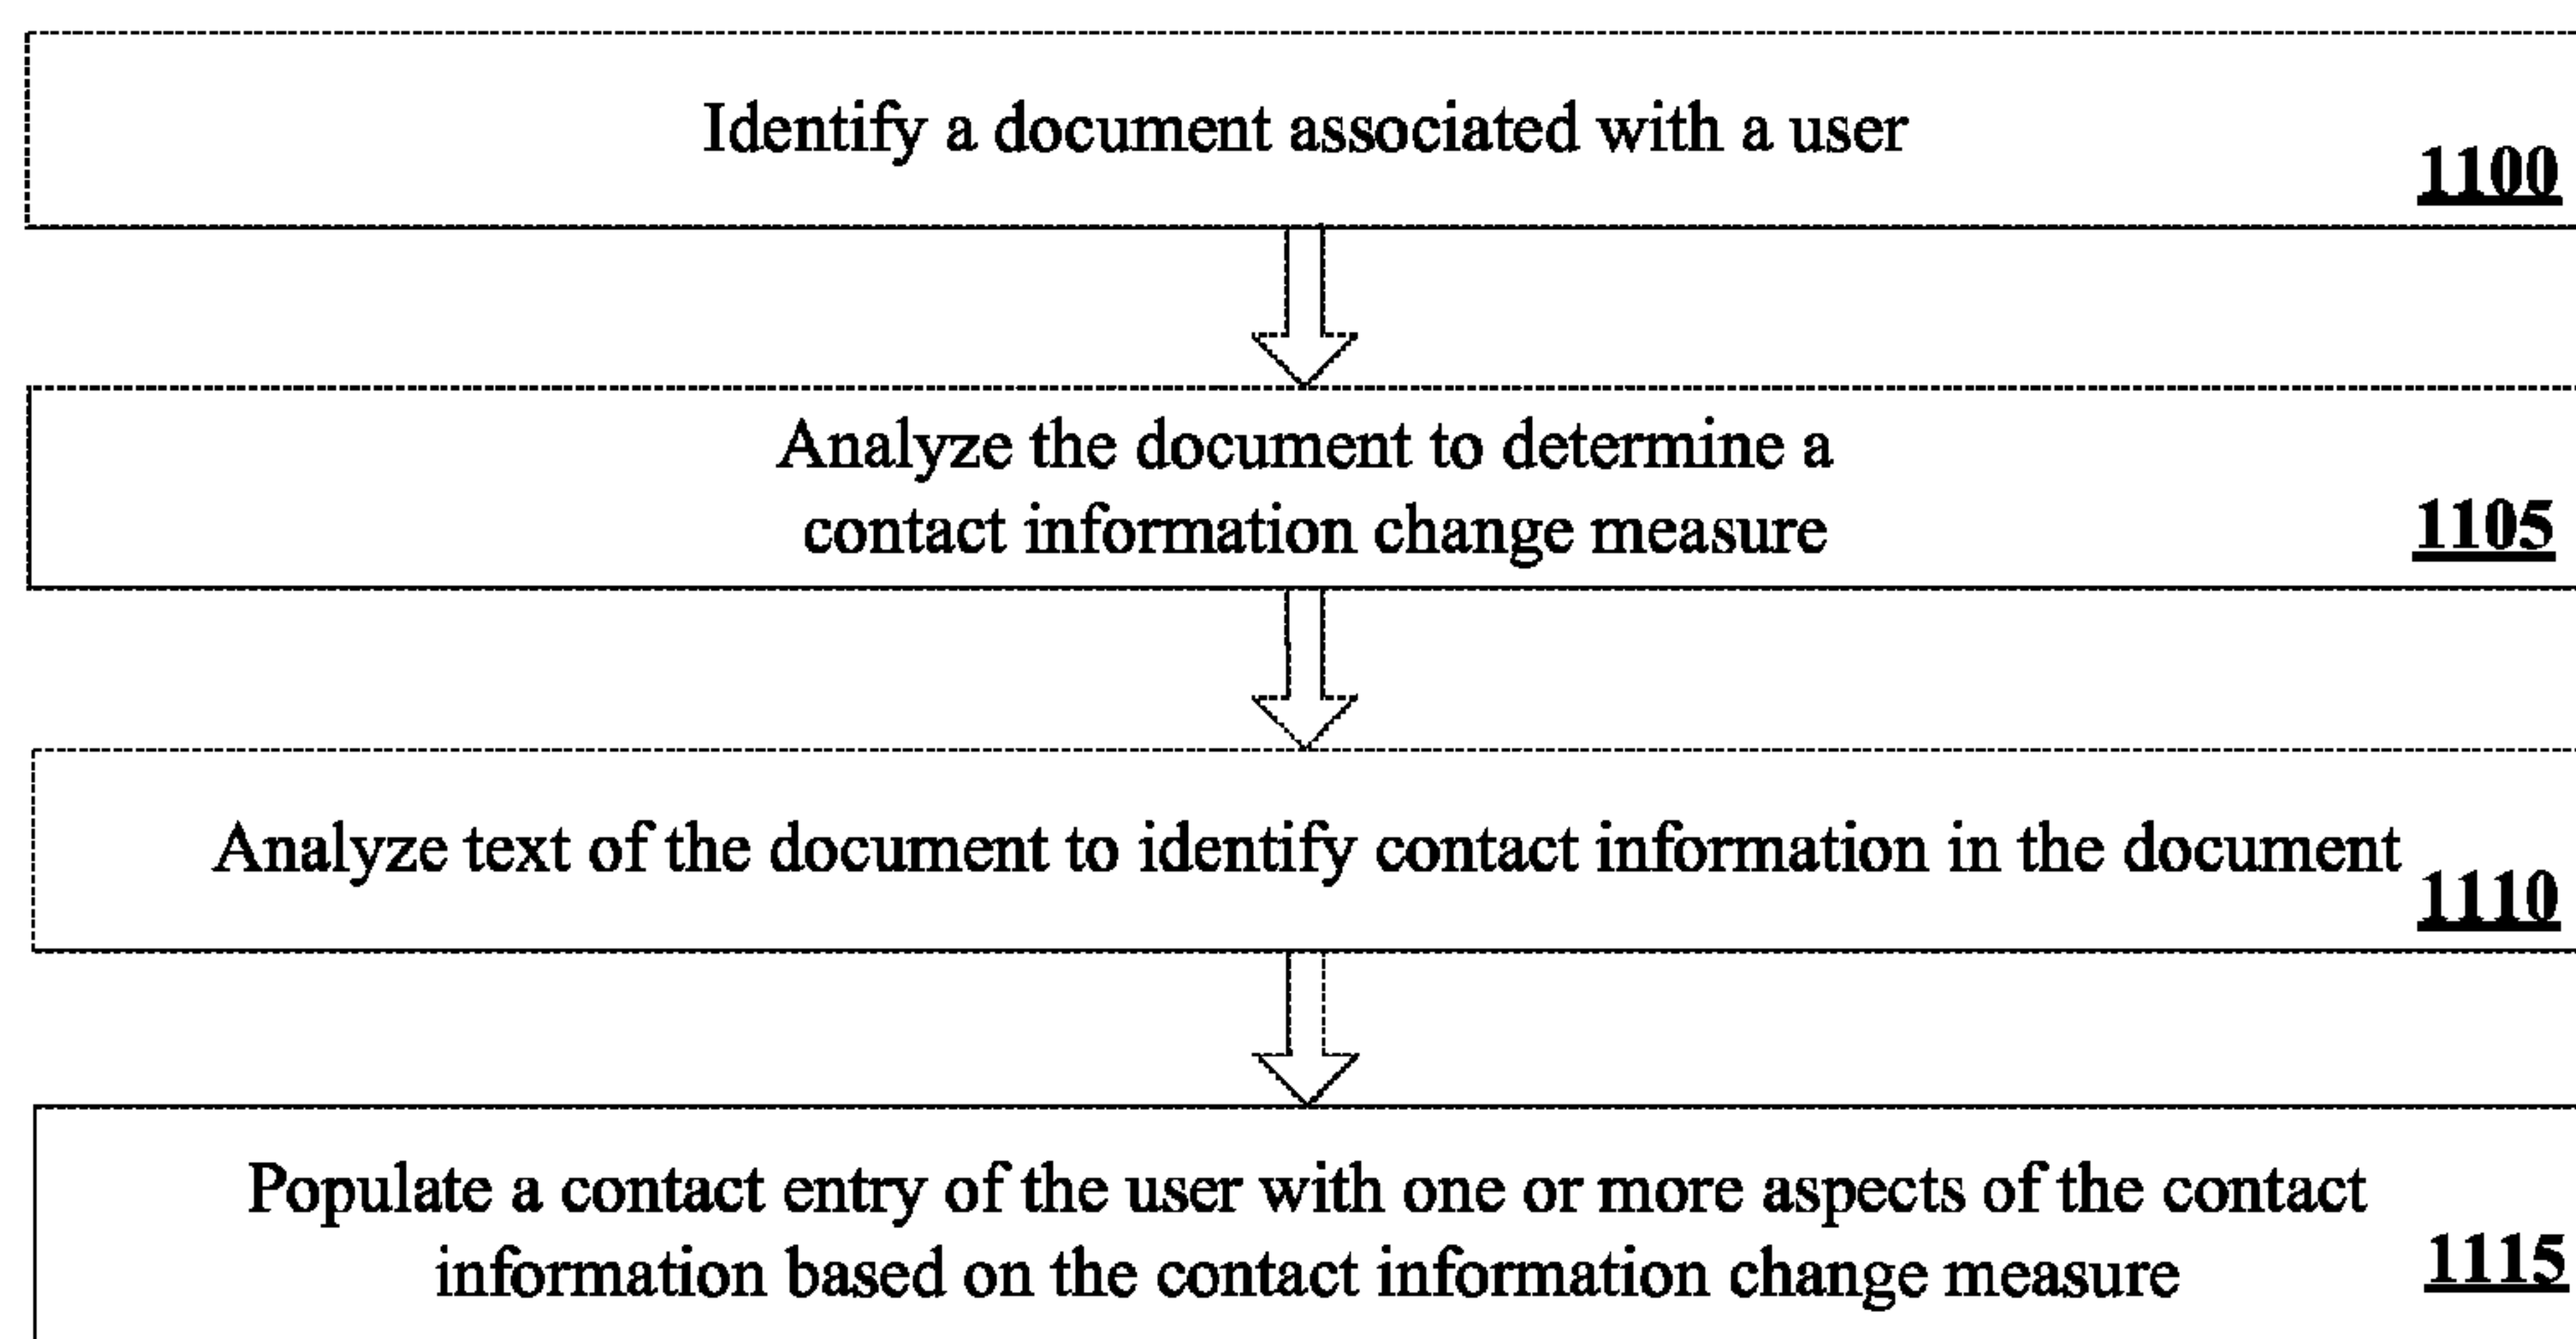 Identify a document associated with a user
1100
Analyze the document to determine a
contact information change measure
1105
Analyze text of the document to identify contact information in the document
1110
Populate a contact entry of the user with one or more aspects of the contact
information based on the contact information change measure
1115